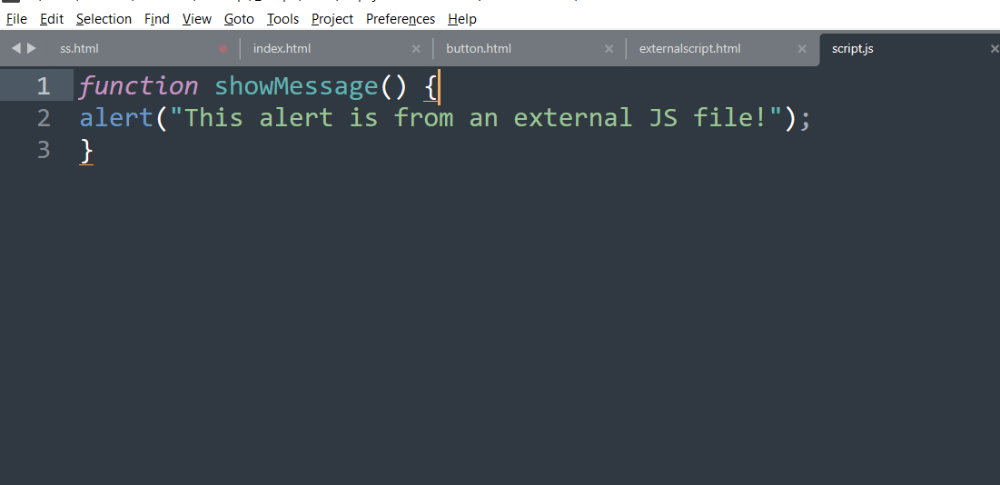 File Edit Selection Find View Goto Tools Project Preferences Help
ss.html index.html button.html externalscript.html script.js
1 function showMessage() {
2 alert("This alert is from an external JS file!");
3 }